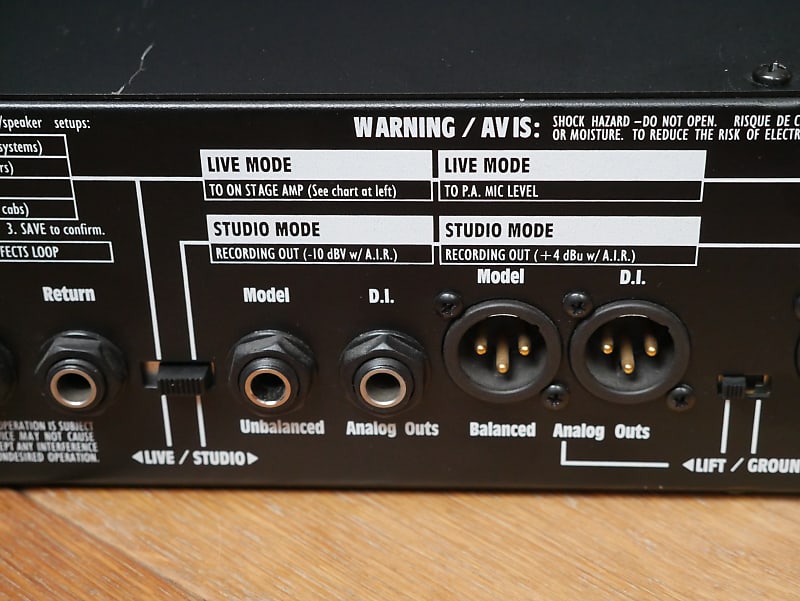 /speaker setups:
systems)
rs)
cabs)
3. SAVE to confirm.
FFECTS LOOP
WARNING / AVIS:
SHOCK HAZARD – DO NOT OPEN. RISQUE DE C
OR MOISTURE. TO REDUCE THE RISK OF ELECTR
LIVE MODE
TO ON STAGE AMP (See chart at left)
LIVE MODE
TO P.A. MIC LEVEL
STUDIO MODE
RECORDING OUT (-10 dBV w/ A.I.R.)
STUDIO MODE
RECORDING OUT (+4 dBu w/ A.I.R.)
Return
Model
D.I.
Model
D.I.
Unbalanced Analog Outs
Balanced Analog Outs
OPERATION IS SUBJECT
VICE MAY NOT CAUSE
EPT ANY INTERFERENCE
NDESIRED OPERATION.
◀LIVE / STUDIO▶
◀LIFT / GROUN